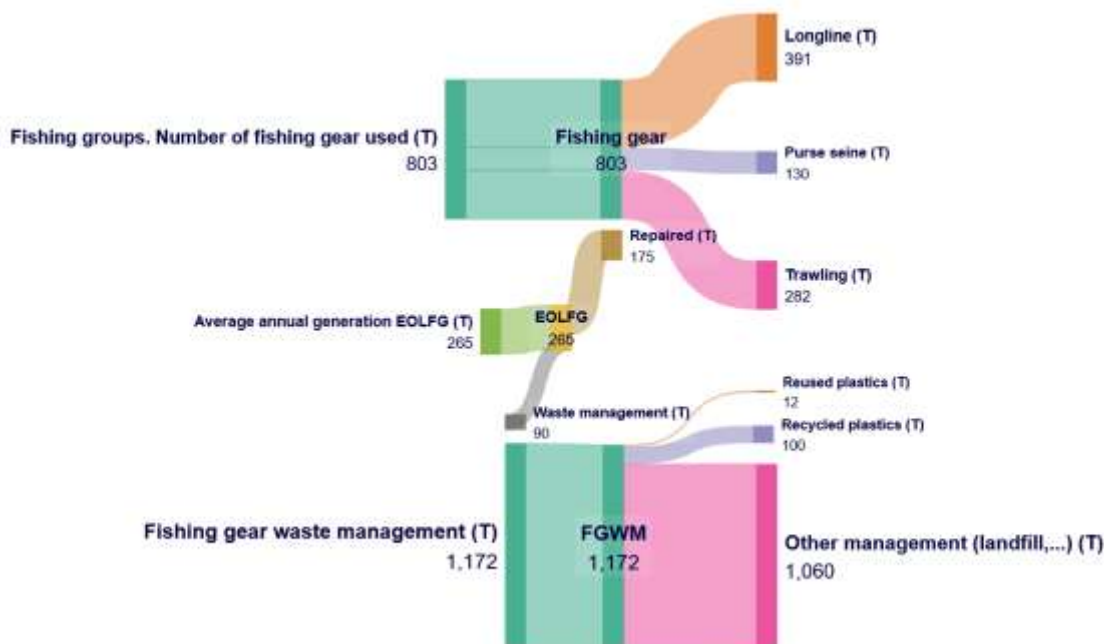 Longline (T)
391
Fishing groups. Number of fishing gear used (T)
803
Fishing gear
803
Purse seine (T)
130
Repaired (T)
175
Trawling (T)
282
Average annual generation EOLFG (T)
265
EOLFG
265
Reused plastics (T)
12
Waste management (T)
90
Recycled plastics (T)
100
Fishing gear waste management (T)
1,172
FGWM
1,172
Other management (landfill,...) (T)
1,060